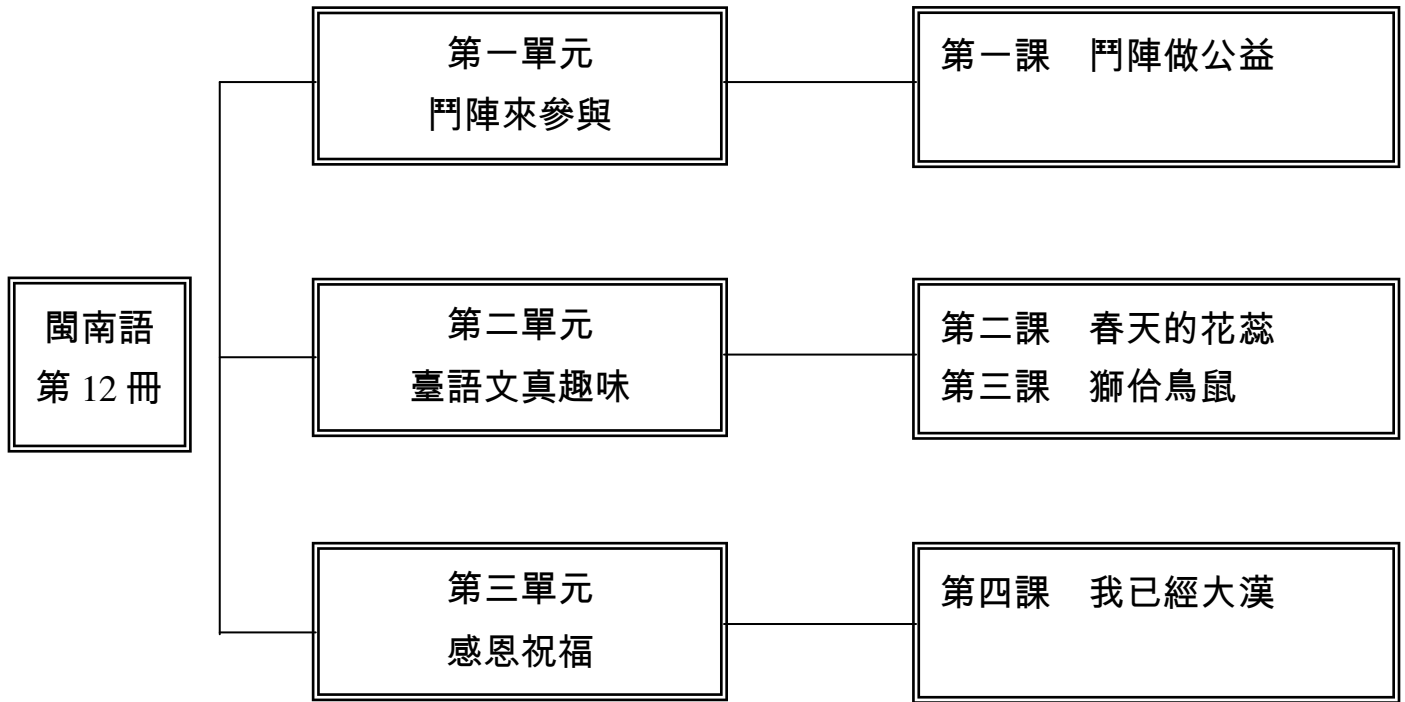 閩南語
第 12 冊
第一單元
鬥陣來參與
第一課　鬥陣做公益
第二單元
臺語文真趣味
第二課　春天的花蕊
第三課　獅佮鳥鼠
第三單元
感恩祝福
第四課　我已經大漢